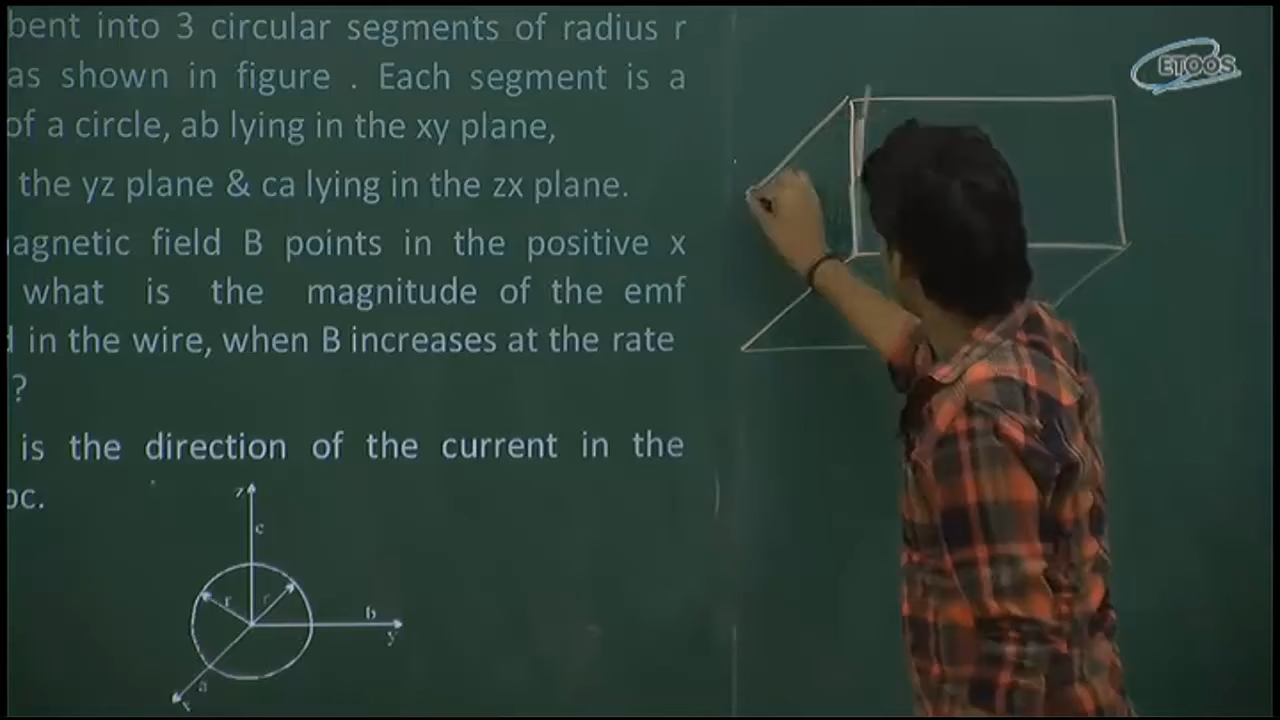 bent into 3 circular segments of radius r
as shown in figure . Each segment is a
of a circle, ab lying in the xy plane,
the yz plane & ca lying in the zx plane.
agnetic field B points in the positive x
what is the magnitude of the emf
in the wire, when B increases at the rate
?
is the direction of the current in the
bc.
z
c
r
r
b
y
a
x
ETOOS